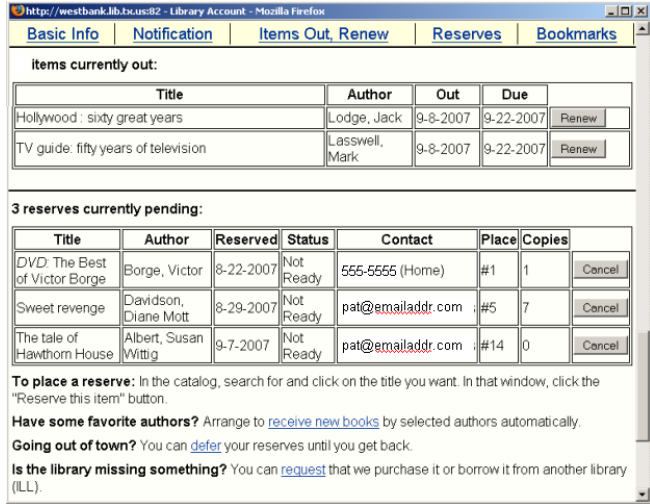 http://westbank.lib.tx.us:82 - Library Account - Mozilla Firefox
Basic Info Notification Items Out, Renew Reserves Bookmarks
items currently out:
Title Author Out Due
Hollywood : sixty great years Lodge, Jack 9-8-2007 9-22-2007 Renew
TV guide: fifty years of television Lasswell, Mark 9-8-2007 9-22-2007 Renew
3 reserves currently pending:
Title Author Reserved Status Contact Place Copies
DVD: The Best of Victor Borge Borge, Victor 8-22-2007 Not Ready 555-5555 (Home) #1 1 Cancel
Sweet revenge Davidson, Diane Mott 8-29-2007 Not Ready pat@emailaddr.com #5 7 Cancel
The tale of Hawthorn House Albert, Susan Wittig 9-7-2007 Not Ready pat@emailaddr.com #14 0 Cancel
To place a reserve: In the catalog, search for and click on the title you want. In that window, click the
"Reserve this item" button.
Have some favorite authors? Arrange to receive new books by selected authors automatically.
Going out of town? You can defer your reserves until you get back.
Is the library missing something? You can request that we purchase it or borrow it from another library
(ILL).